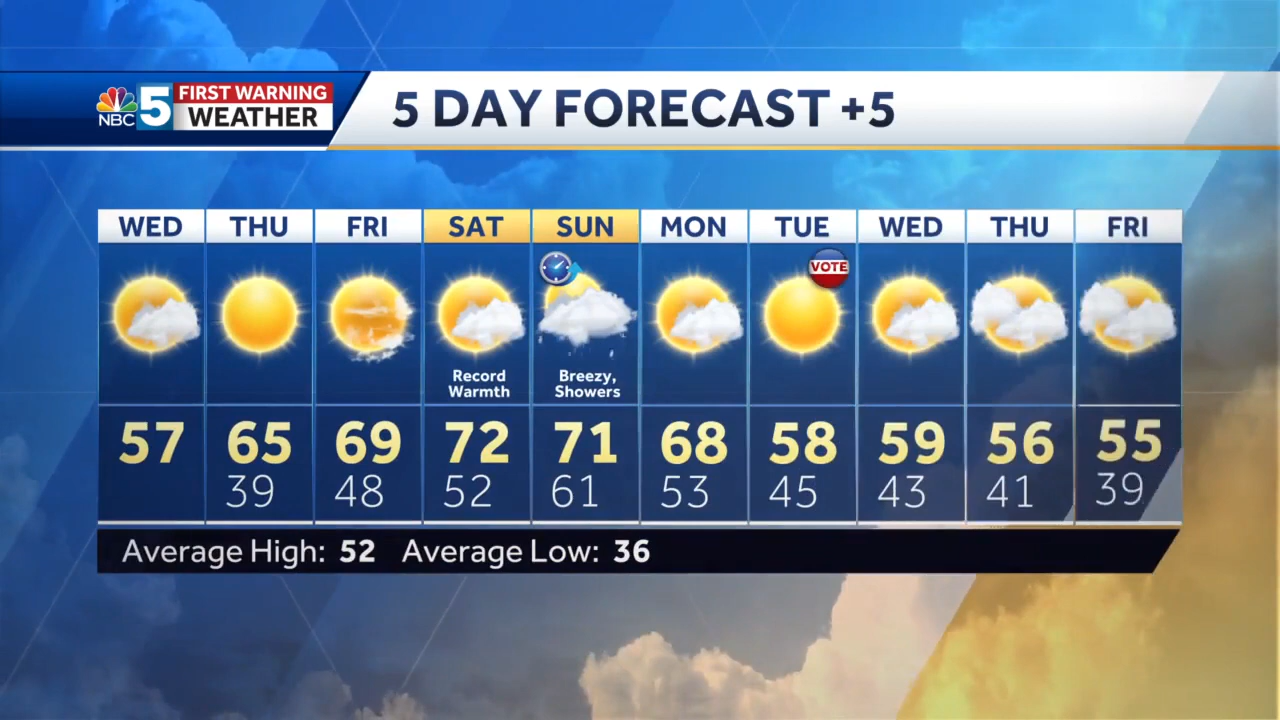 NBC 5 FIRST WARNING
WEATHER
5 DAY FORECAST +5
WED THU FRI SAT SUN MON TUE WED THU FRI
VOTE
Record Warmth
Breezy, Showers
57 65 69 72 71 68 58 59 56 55
39 48 52 61 53 45 43 41 39
Average High: 52 Average Low: 36